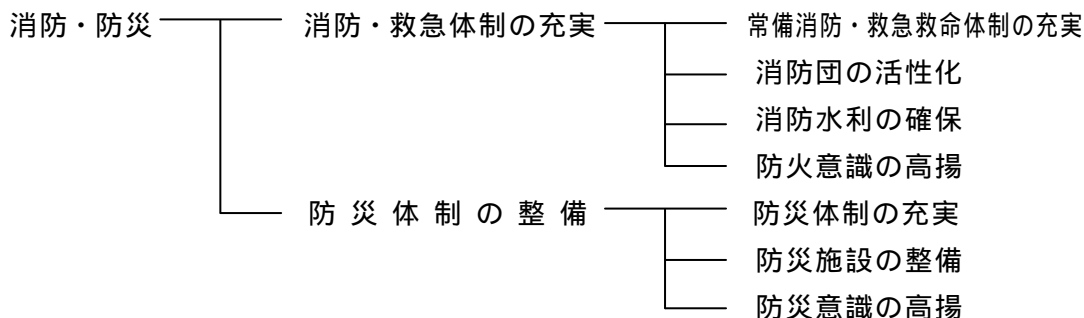 消防・防災 消防・救急体制の充実 常備消防・救急救命体制の充実
消防団の活性化
消防水利の確保
防火意識の高揚
防災体制の整備 防災体制の充実
防災施設の整備
防災意識の高揚